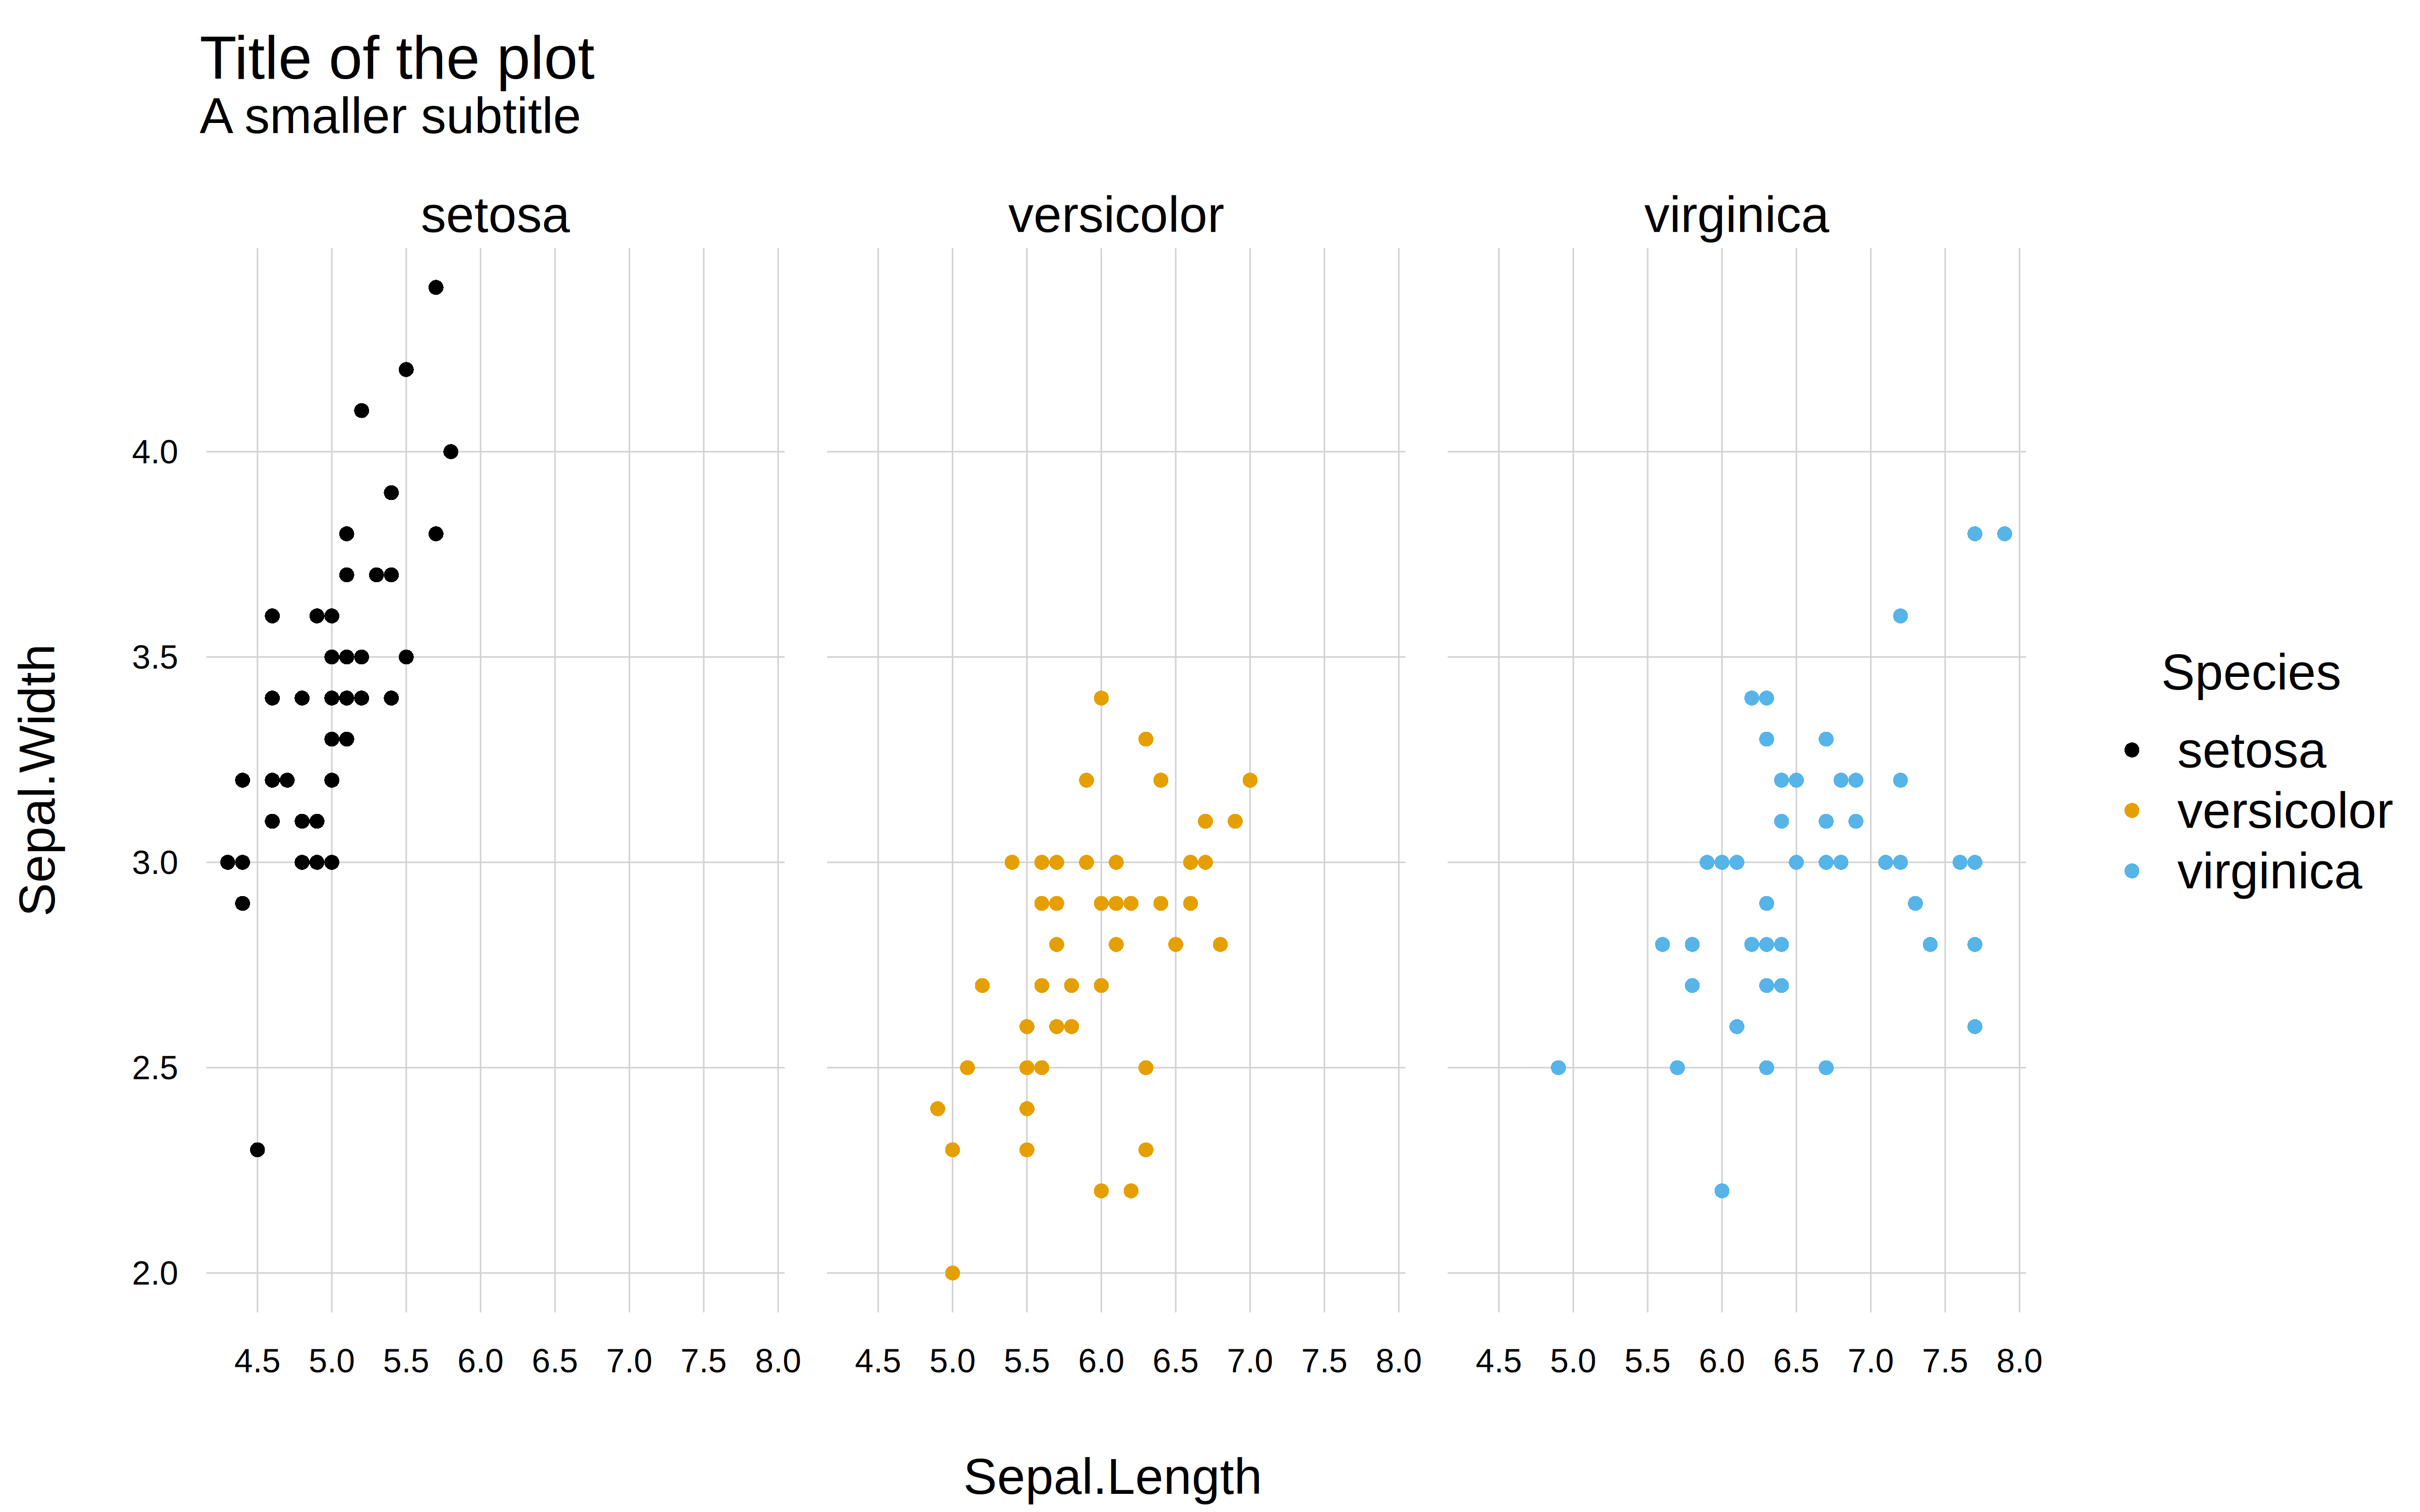 Title of the plot
A smaller subtitle
setosa versicolor virginica
4.0
3.5
3.0
2.5
2.0
Sepal.Width
4.5 5.0 5.5 6.0 6.5 7.0 7.5 8.0 4.5 5.0 5.5 6.0 6.5 7.0 7.5 8.0 4.5 5.0 5.5 6.0 6.5 7.0 7.5 8.0
Sepal.Length
Species
setosa
versicolor
virginica